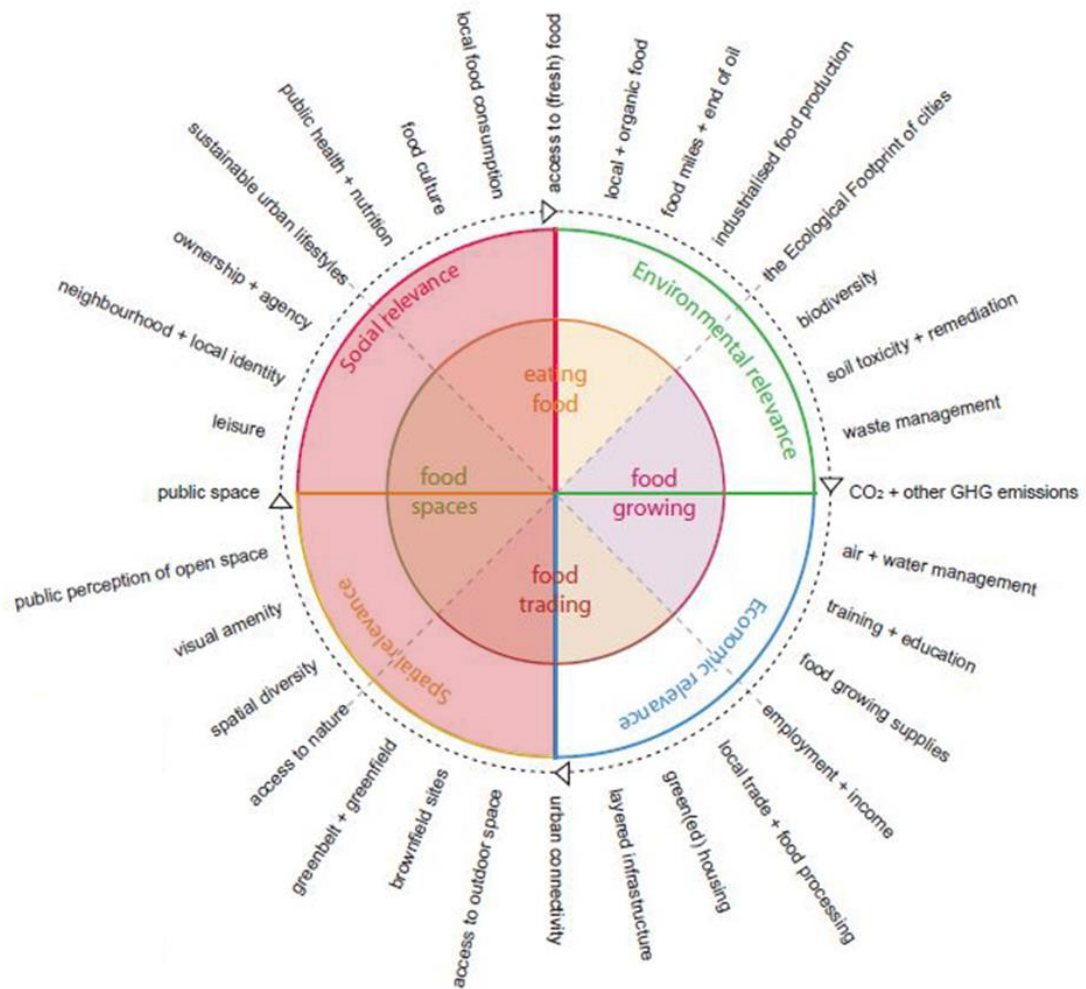 access to (fresh) food
local + organic food
food miles + end of oil
industrialised food production
the Ecological Footprint of cities
biodiversity
soil toxicity + remediation
waste management
CO₂ + other GHG emissions
air + water management
training + education
food growing supplies
employment + income
local trade + food processing
green(ed) housing
layered infrastructure
urban connectivity
access to outdoor space
brownfield sites
greenbelt + greenfield
access to nature
spatial diversity
visual amenity
public perception of open space
public space
leisure
neighbourhood + local identity
ownership + agency
sustainable urban lifestyles
public health + nutrition
food culture
local food consumption
Social relevance
Environmental relevance
Economic relevance
Spatial relevance
eating
food
food
growing
food
trading
food
spaces